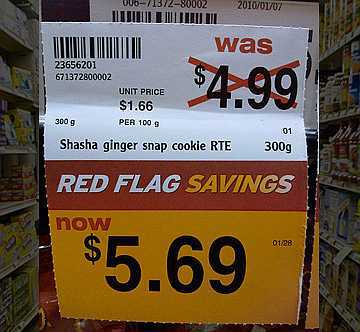 006-71372-80002 2010/01/07
was
23656201
671372800002
$4.99
UNIT PRICE
$1.66
300 g PER 100 g
01
Shasha ginger snap cookie RTE 300g
RED FLAG SAVINGS
now
$5.69
01/28